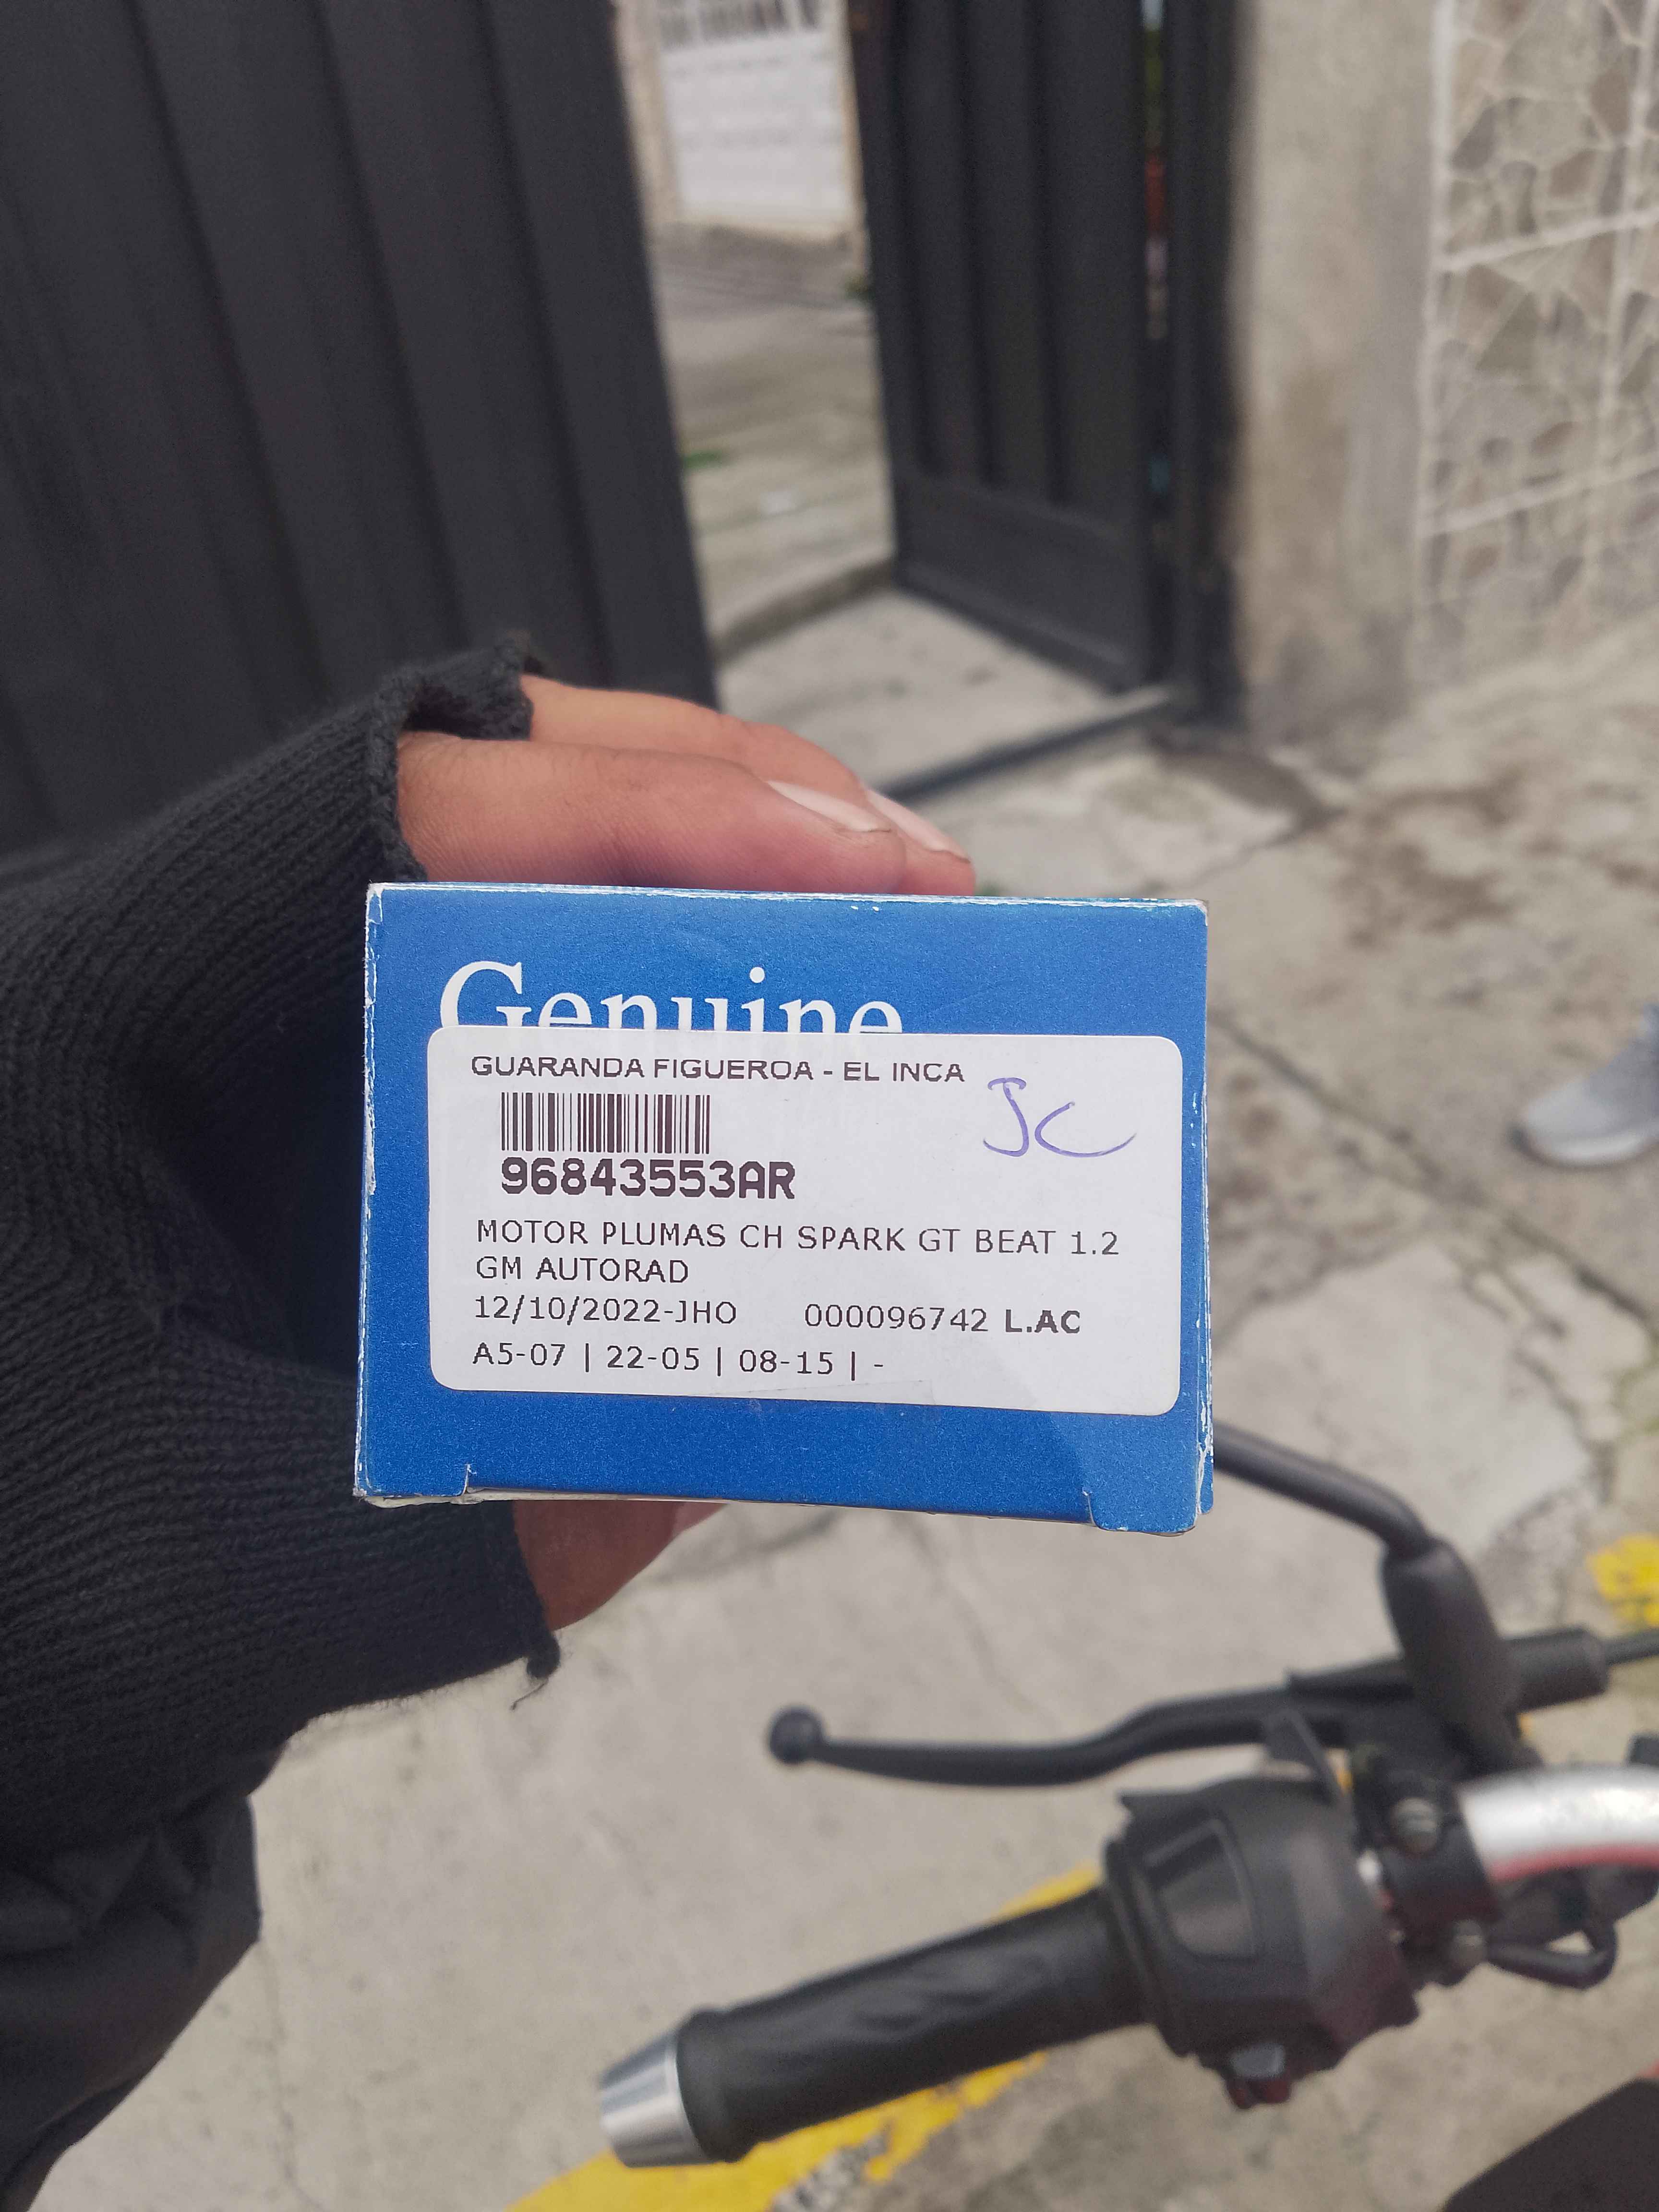 Genuine
GUARANDA FIGUEROA - EL INCA
JC
96843553AR
MOTOR PLUMAS CH SPARK GT BEAT 1.2
GM AUTORAD
12/10/2022-JHO 000096742 L.AC
A5-07 | 22-05 | 08-15 | -